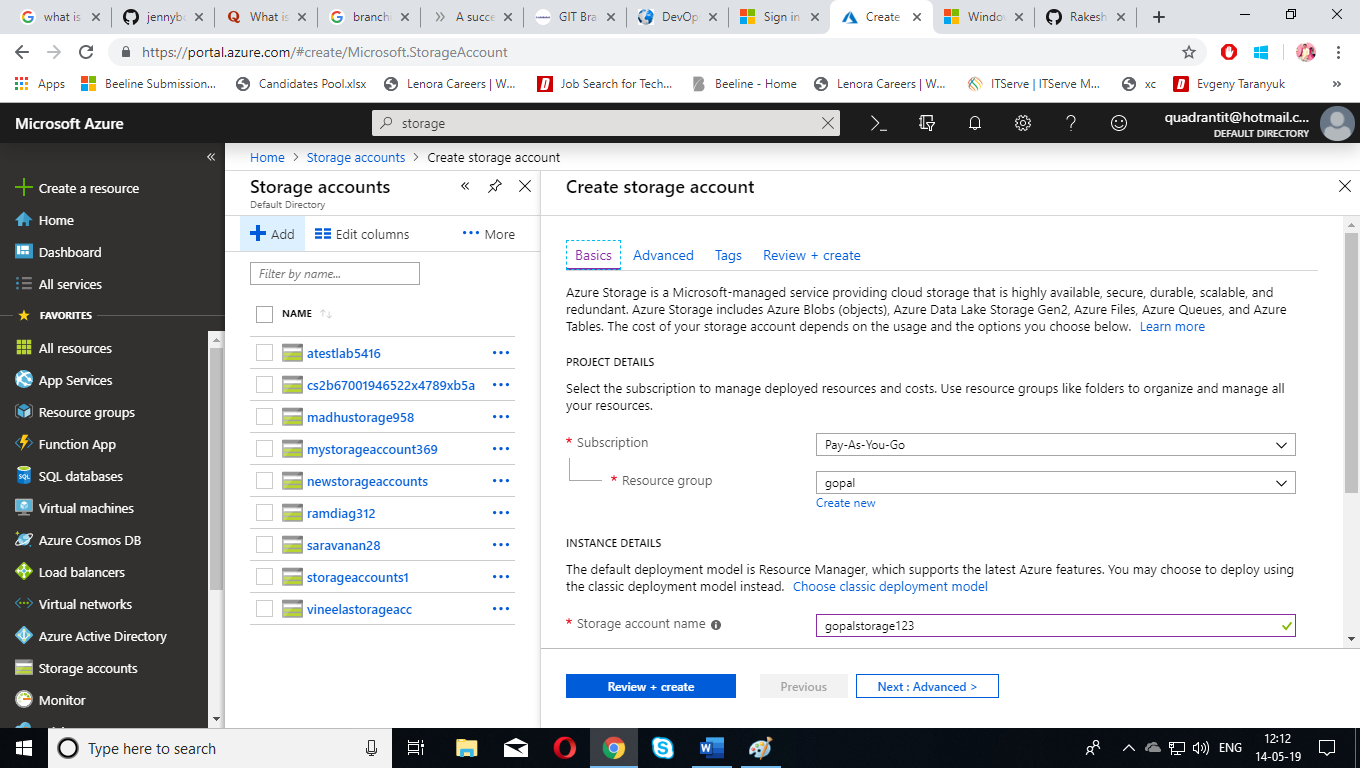 what is
jennyb
What is
branchi
A succe
GIT Bra
DevOp
Sign in
Create
Windo
Rakesh
https://portal.azure.com/#create/Microsoft.StorageAccount
Apps
Beeline Submission...
Candidates Pool.xlsx
Lenora Careers | W...
Job Search for Tech...
Beeline - Home
Lenora Careers | W...
ITServe | ITServe M...
xc
Evgeny Taranyuk
Microsoft Azure
storage
quadrantit@hotmail.c...
DEFAULT DIRECTORY
Create a resource
Home
Dashboard
All services
FAVORITES
All resources
App Services
Resource groups
Function App
SQL databases
Virtual machines
Azure Cosmos DB
Load balancers
Virtual networks
Azure Active Directory
Storage accounts
Monitor
Home > Storage accounts > Create storage account
Storage accounts
Default Directory
Add
Edit columns
More
Filter by name...
NAME
atestlab5416
cs2b67001946522x4789xb5a
madhustorage958
mystorageaccount369
newstorageaccounts
ramdiag312
saravanan28
storageaccounts1
vineelastorageacc
Create storage account
Basics
Advanced
Tags
Review + create
Azure Storage is a Microsoft-managed service providing cloud storage that is highly available, secure, durable, scalable, and
redundant. Azure Storage includes Azure Blobs (objects), Azure Data Lake Storage Gen2, Azure Files, Azure Queues, and Azure
Tables. The cost of your storage account depends on the usage and the options you choose below. Learn more
PROJECT DETAILS
Select the subscription to manage deployed resources and costs. Use resource groups like folders to organize and manage all
your resources.
* Subscription
Pay-As-You-Go
* Resource group
gopal
Create new
INSTANCE DETAILS
The default deployment model is Resource Manager, which supports the latest Azure features. You may choose to deploy using
the classic deployment model instead. Choose classic deployment model
* Storage account name
gopalstorage123
Review + create
Previous
Next : Advanced >
Type here to search
ENG
12:12
14-05-19